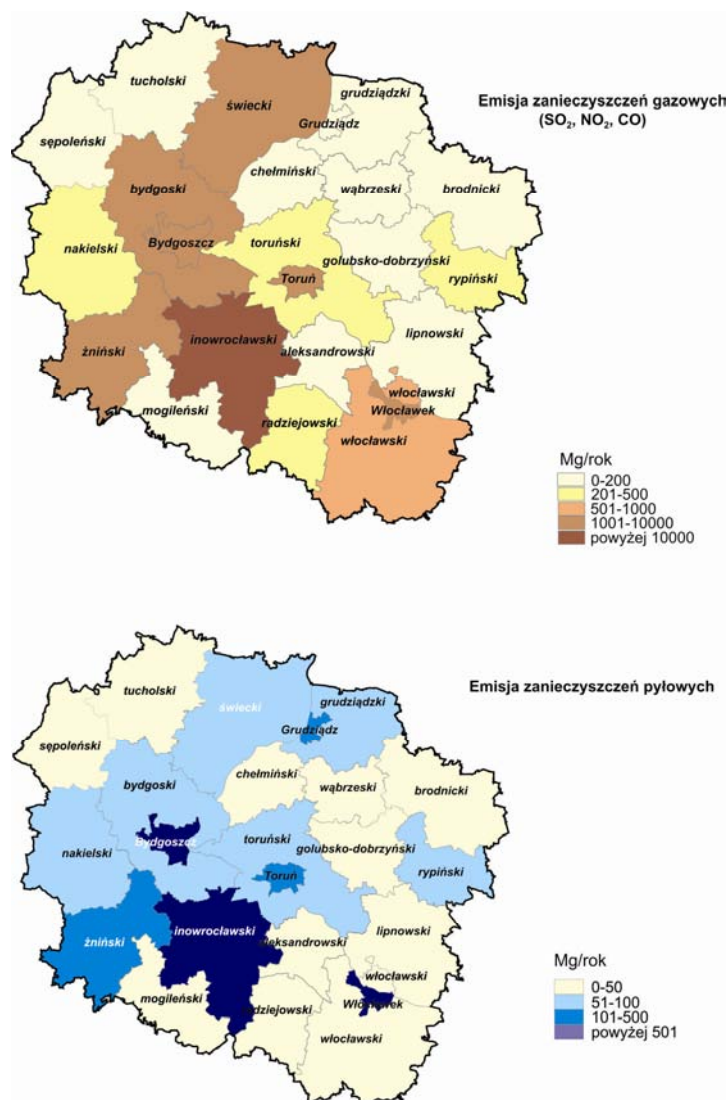 tucholski
grudziądzki
świecki
Emisja zanieczyszczeń gazowych
(SO₂, NO₂, CO)
Grudziądz
sępoleński
chełmiński
wąbrzeski
brodnicki
bydgoski
nakielski
Bydgoszcz
toruński
golubsko-dobrzyński
rypiński
Toruń
inowrocławski
lipnowski
żniński
aleksandrowski
mogileński
włocławski
Włocławek
radziejowski
włocławski
Mg/rok
0-200
201-500
501-1000
1001-10000
powyżej 10000
Emisja zanieczyszczeń pyłowych
tucholski
grudziądzki
świecki
Grudziądz
sępoleński
chełmiński
bydgoski
wąbrzeski
brodnicki
Bydgoszcz
toruński
nakielski
golubsko-dobrzyński
rypiński
Toruń
inowrocławski
lipnowski
żniński
aleksandrowski
włocławski
mogileński
radziejowski
Włocławek
włocławski
Mg/rok
0-50
51-100
101-500
powyżej 501